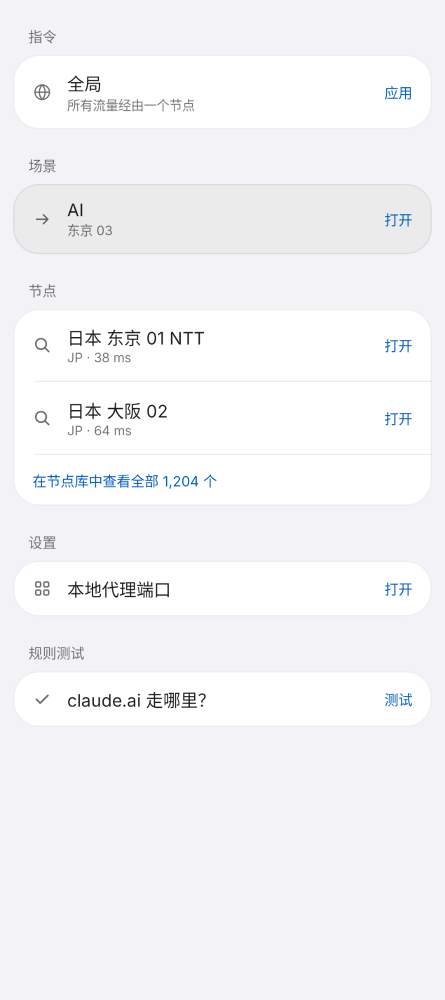 指令
全局
所有流量经由一个节点
应用
场景
AI
东京 03
打开
节点
日本 东京 01 NTT
JP · 38 ms
打开
日本 大阪 02
JP · 64 ms
打开
在节点库中查看全部 1,204 个
设置
本地代理端口
打开
规则测试
claude.ai 走哪里？
测试